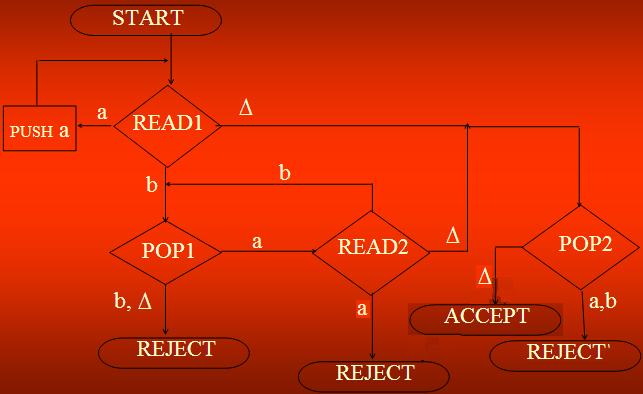 START
a
Δ
PUSH a
READ1
b
b
POP1
a
READ2
Δ
POP2
Δ
b, Δ
a
a,b
ACCEPT
REJECT
REJECT
REJECT